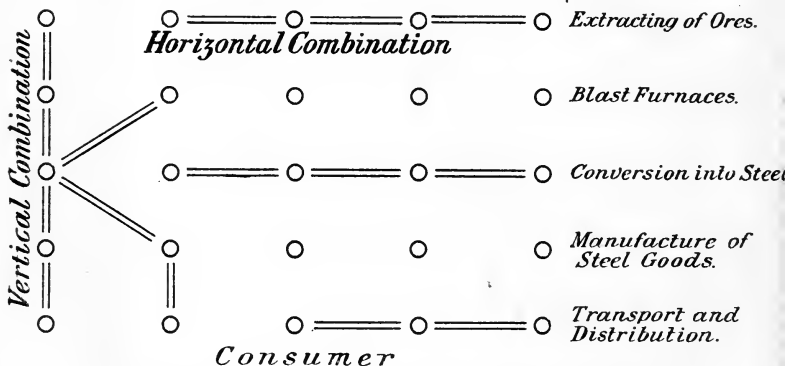 Vertical Combination
Extracting of Ores.
Horizontal Combination
Blast Furnaces.
Conversion into Steel
Manufacture of
Steel Goods.
Transport and
Distribution.
Consumer